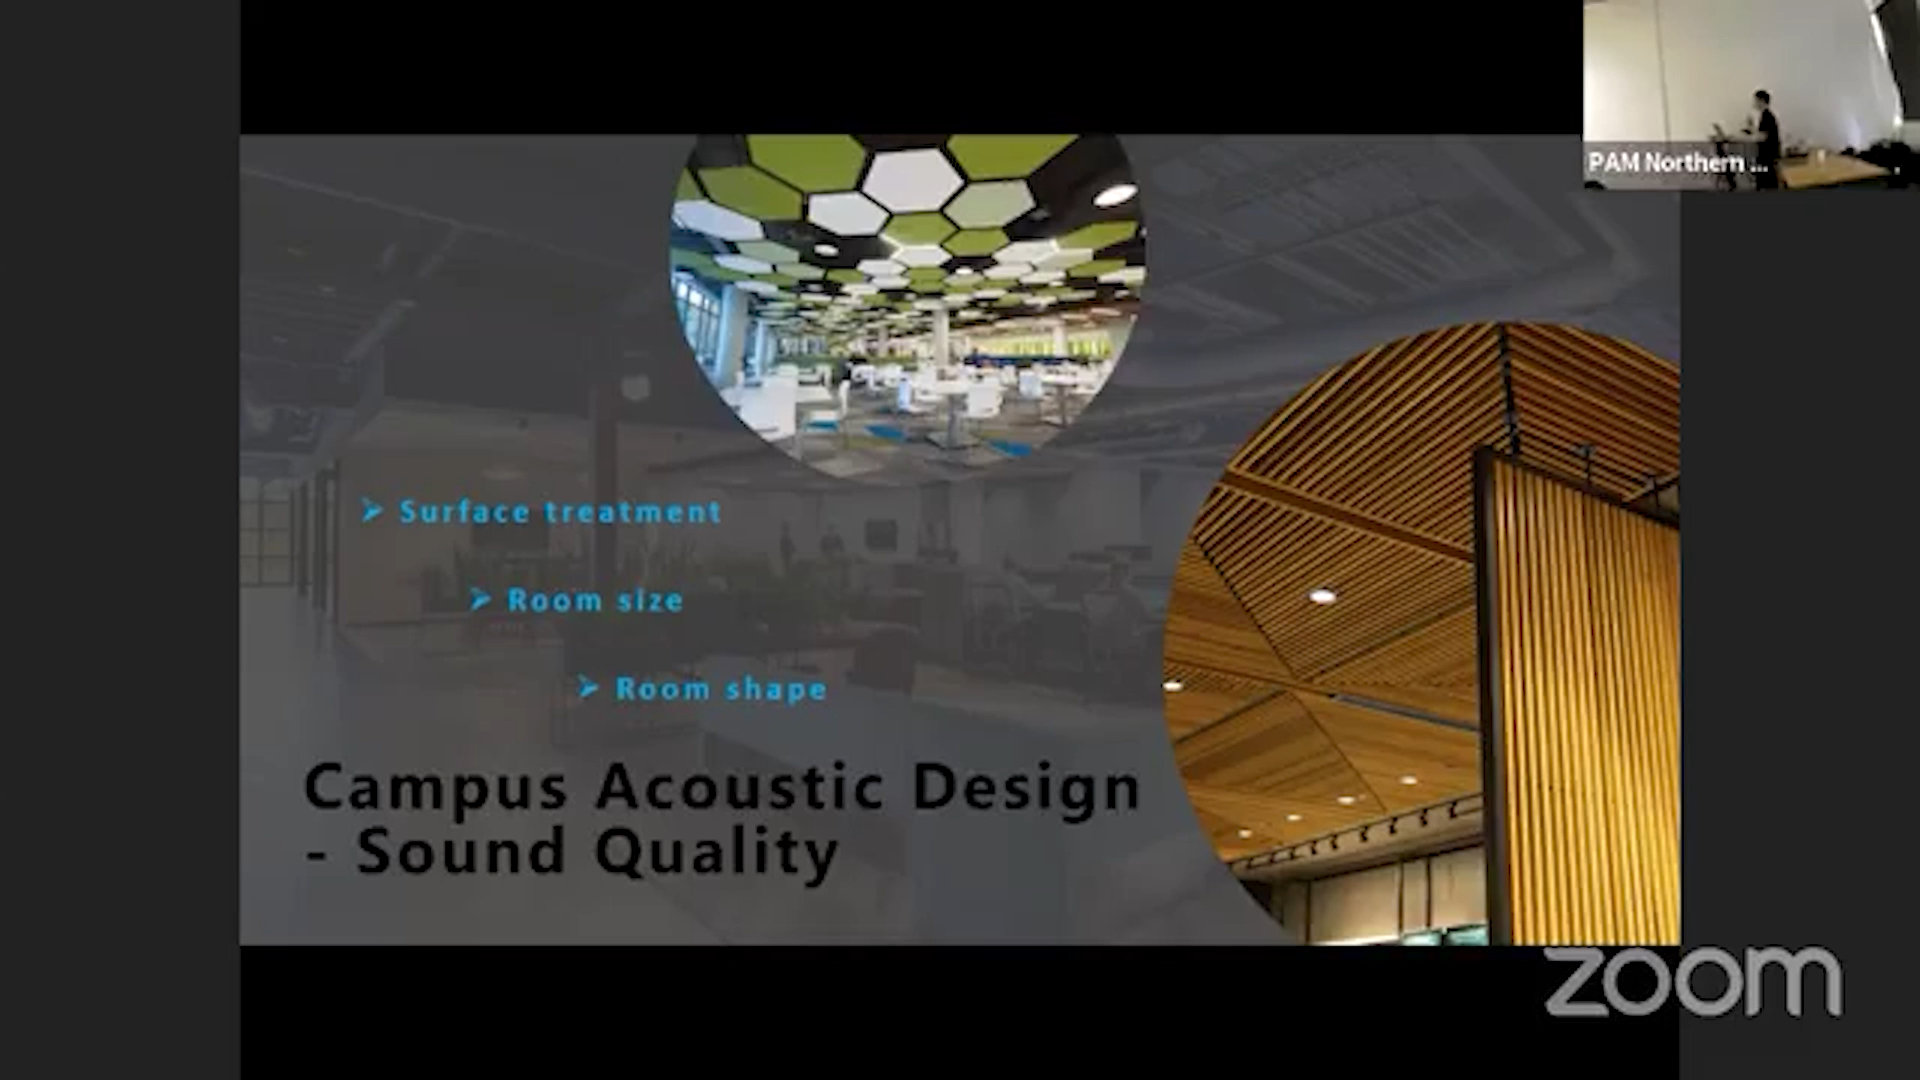 PAM Northern ...
➢ Surface treatment
➢ Room size
➢ Room shape
Campus Acoustic Design
- Sound Quality
zoom